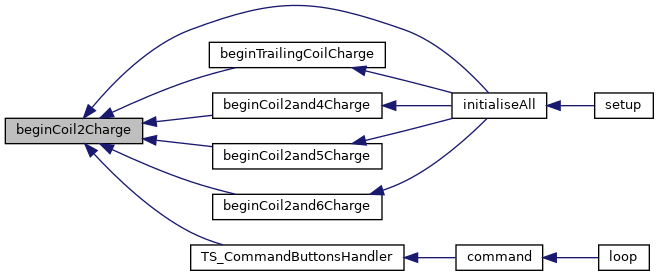 beginCoil2Charge
beginTrailingCoilCharge
beginCoil2and4Charge
beginCoil2and5Charge
beginCoil2and6Charge
TS_CommandButtonsHandler
initialiseAll
setup
command
loop